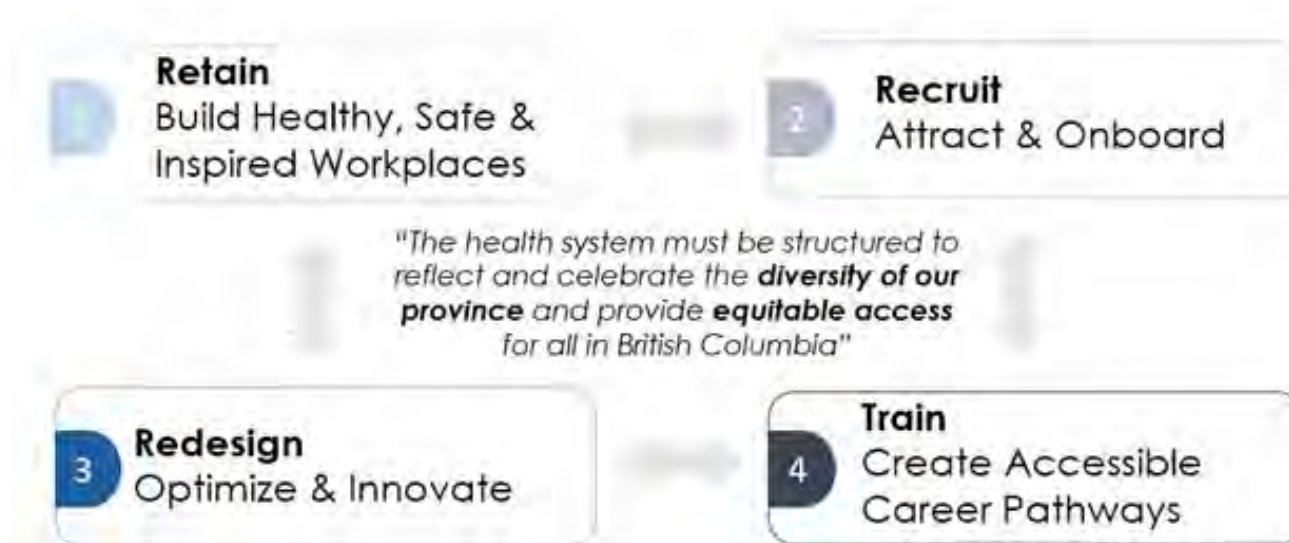 1
Retain
Build Healthy, Safe &
Inspired Workplaces
2
Recruit
Attract & Onboard
"The health system must be structured to
reflect and celebrate the diversity of our
province and provide equitable access
for all in British Columbia"
3
Redesign
Optimize & Innovate
4
Train
Create Accessible
Career Pathways